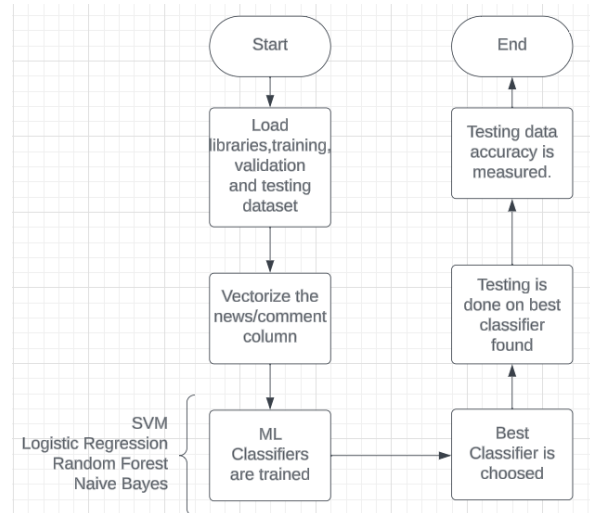 Start
Load
libraries,training,
validation
and testing
dataset
Vectorize the
news/comment
column
SVM
Logistic Regression
Random Forest
Naive Bayes
ML
Classifiers
are trained
Best
Classifier is
choosed
Testing is
done on best
classifier
found
Testing data
accuracy is
measured.
End